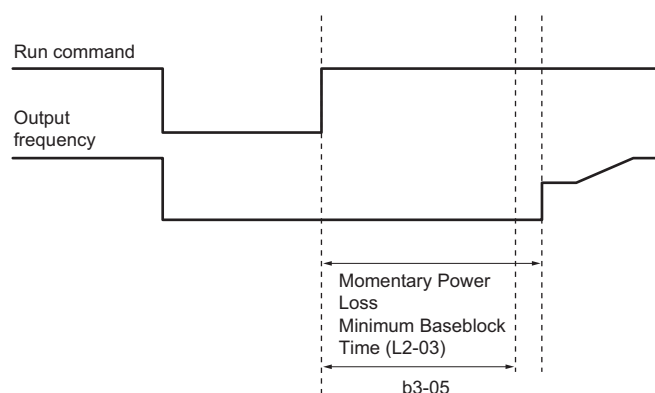 Run command
Output
frequency
Momentary Power
Loss
Minimum Baseblock
Time (L2-03)
b3-05